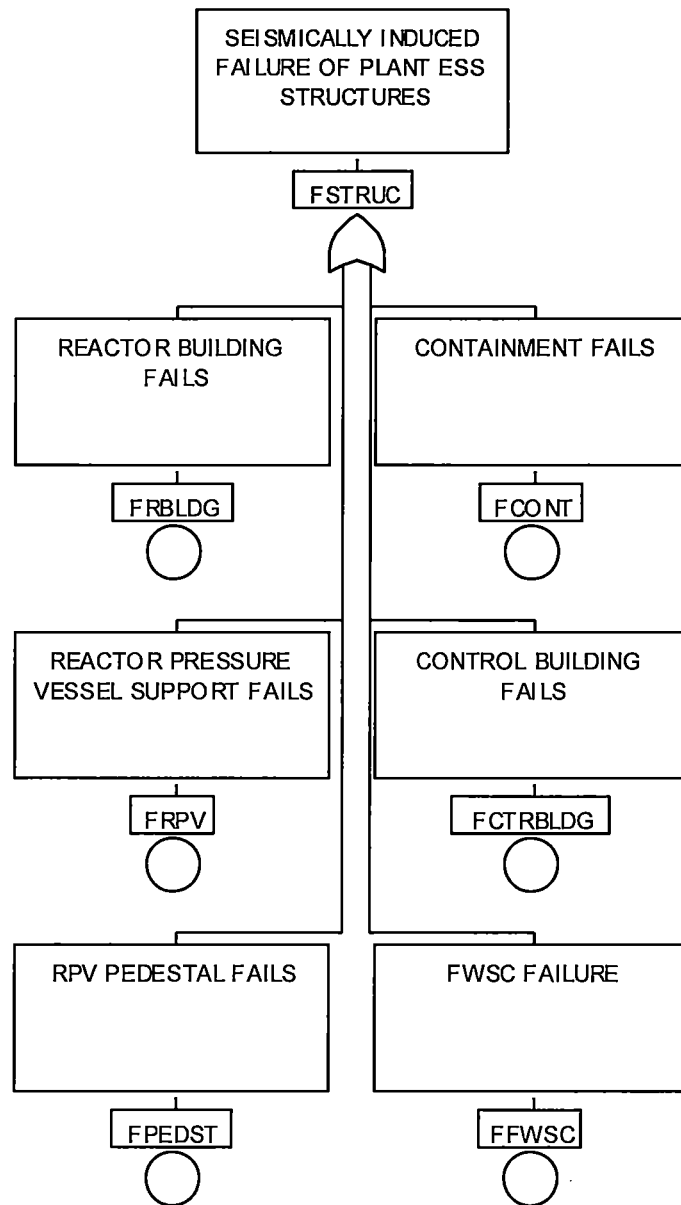 SEISMICALLY INDUCED
FAILURE OF PLANT ESS
STRUCTURES
FSTRUC
REACTOR BUILDING
FAILS
FRBLDG
CONTAINMENT FAILS
FCONT
REACTOR PRESSURE
VESSEL SUPPORT FAILS
FRPV
CONTROL BUILDING
FAILS
FCTRBLDG
RPV PEDESTAL FAILS
FPEDST
FWSC FAILURE
FFWSC